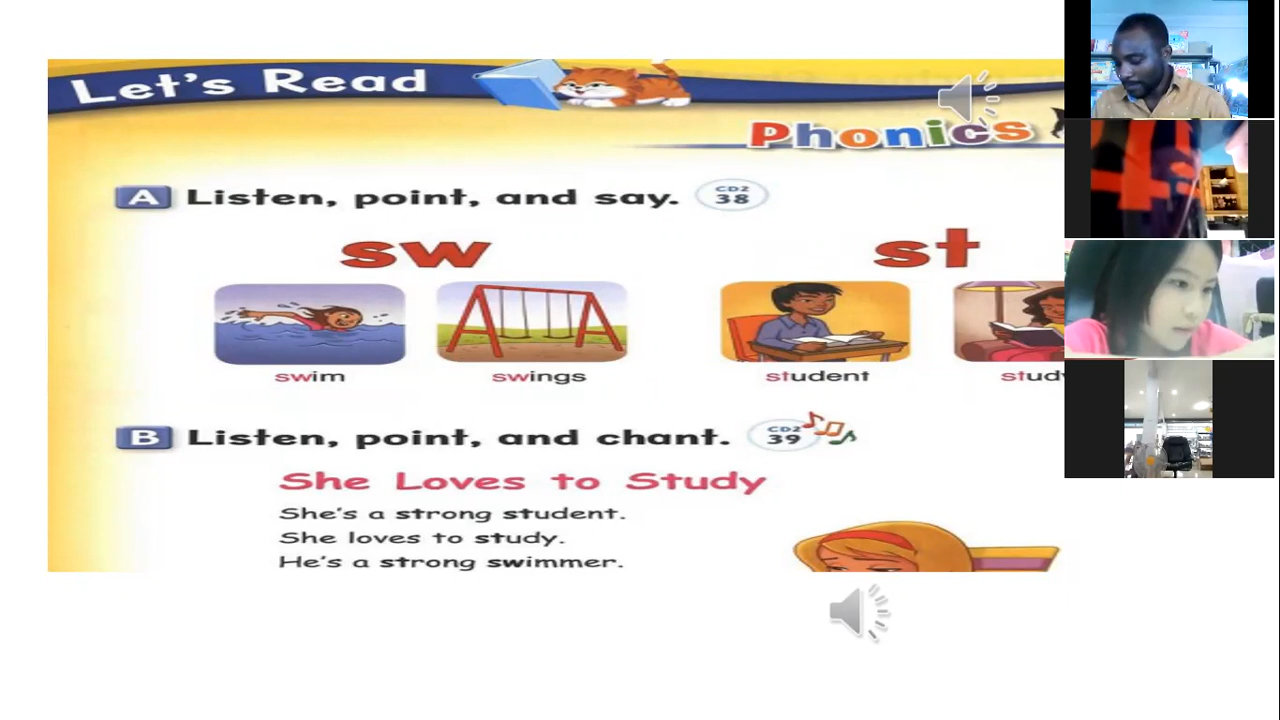 Let's Read
Phonics
A Listen, point, and say. CD2 38
sw st
swim swings student study
B Listen, point, and chant. CD2 39
She Loves to Study
She's a strong student.
She loves to study.
He's a strong swimmer.